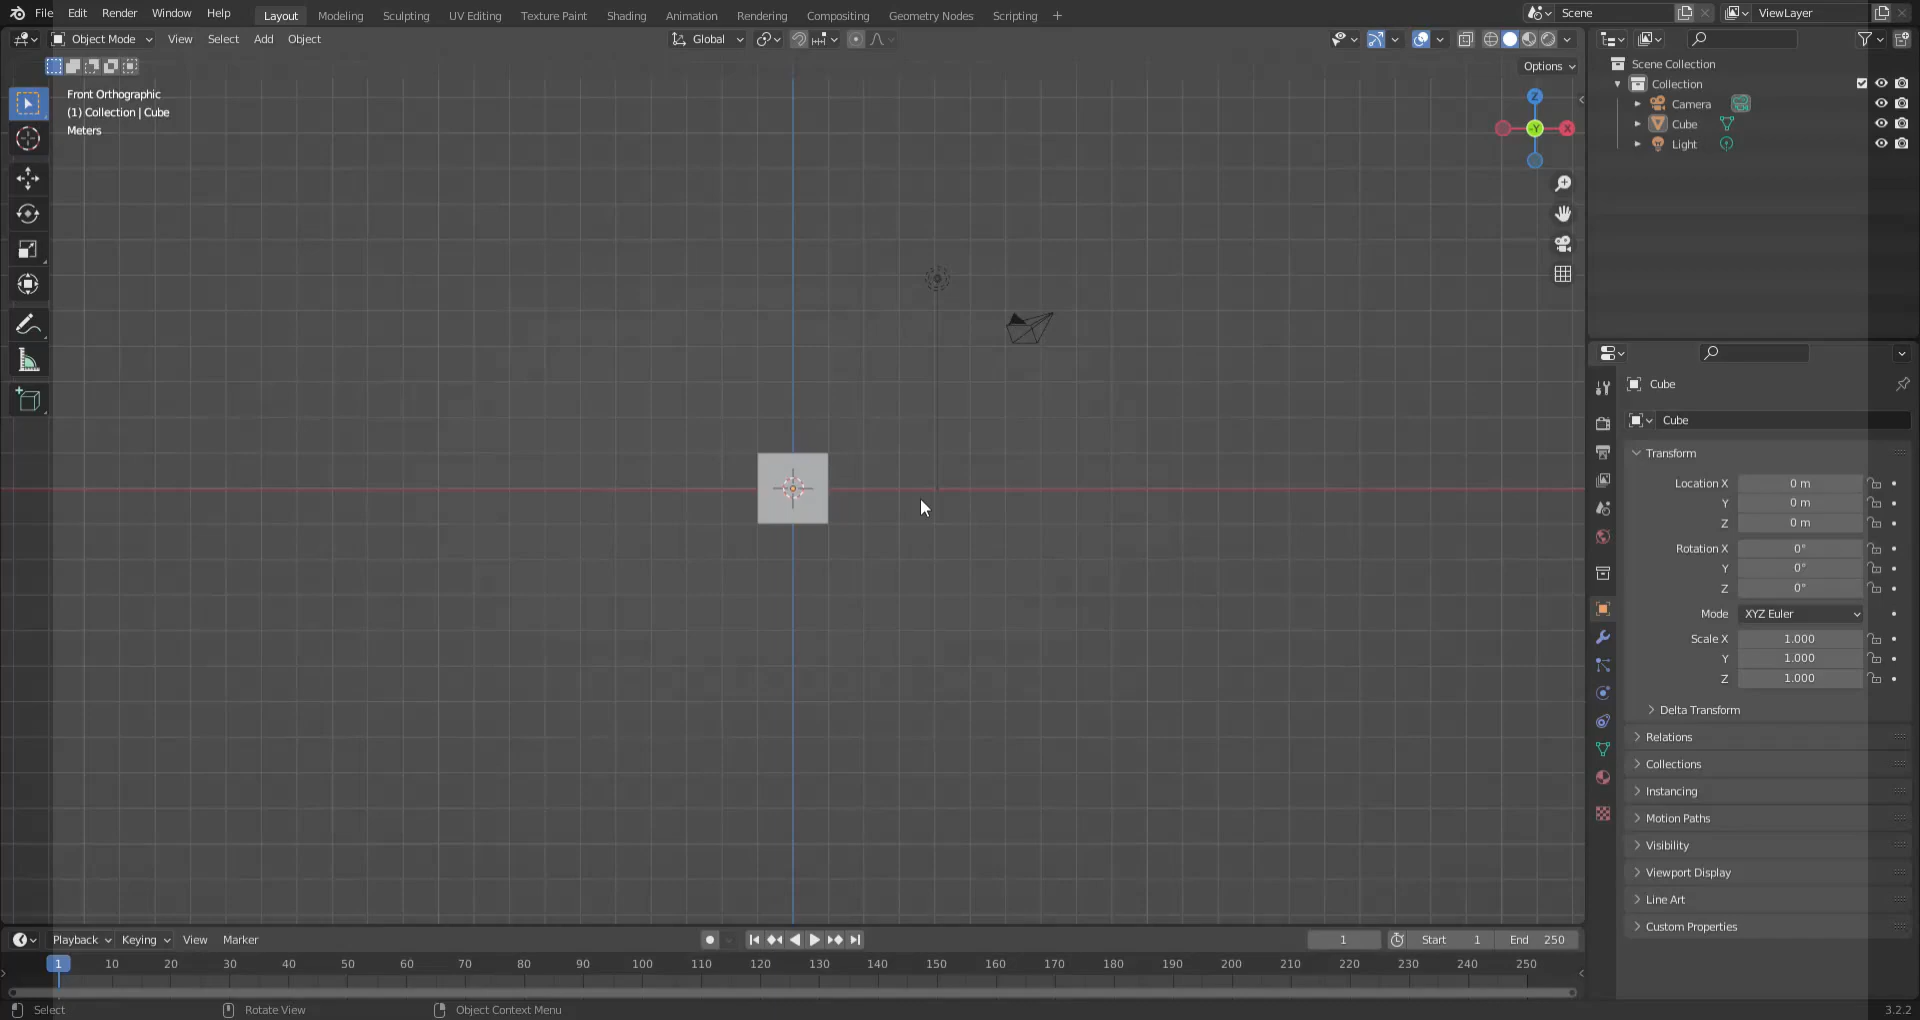 File Edit Render Window Help Layout Modeling Sculpting UV Editing Texture Paint Shading Animation Rendering Compositing Geometry Nodes Scripting + Scene ViewLayer
Object Mode View Select Add Object Global
Options
Front Orthographic
(1) Collection | Cube
Meters
Z
-Y
X
Scene Collection
Collection
Camera
Cube
Light
Cube
Cube
Transform
Location X 0 m
Y 0 m
Z 0 m
Rotation X 0°
Y 0°
Z 0°
Mode XYZ Euler
Scale X 1.000
Y 1.000
Z 1.000
Delta Transform
Relations
Collections
Instancing
Motion Paths
Visibility
Viewport Display
Line Art
Custom Properties
Playback Keying View Marker 1 Start 1 End 250
1 10 20 30 40 50 60 70 80 90 100 110 120 130 140 150 160 170 180 190 200 210 220 230 240 250
Select Rotate View Object Context Menu 3.2.2